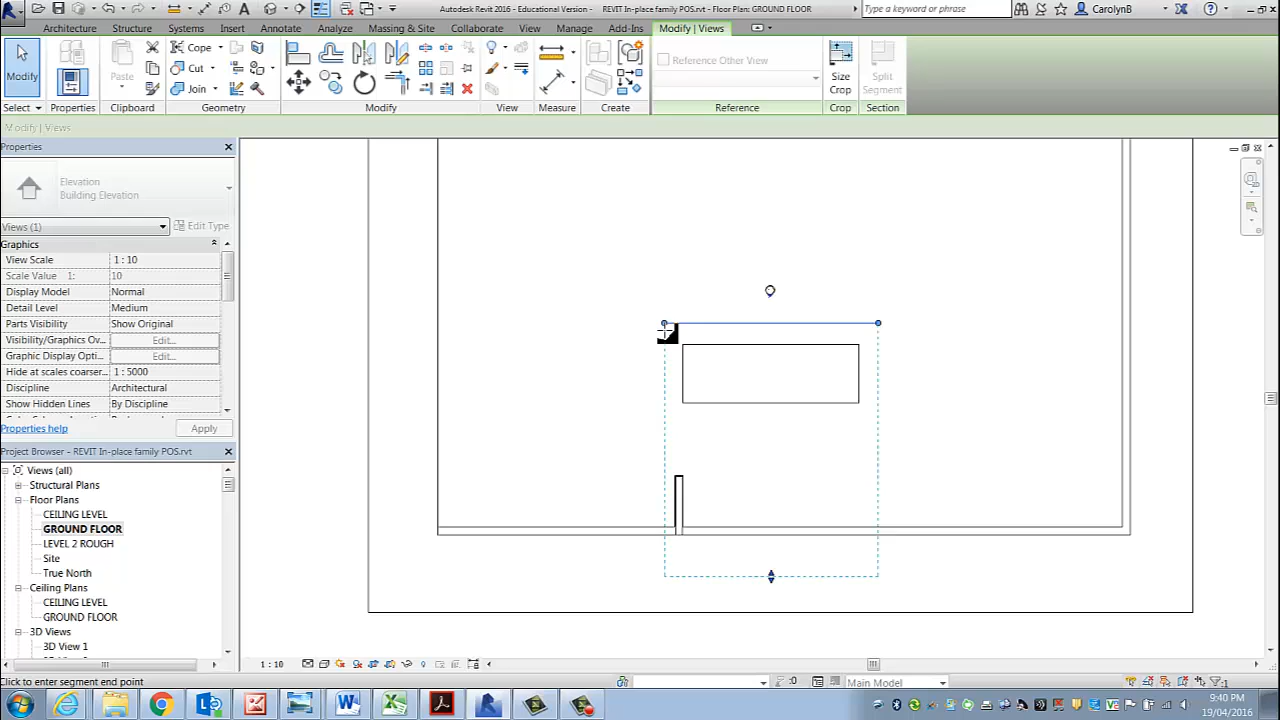 Autodesk Revit 2016 - Educational Version - REVIT In-place family POS.rvt - Floor Plan: GROUND FLOOR
Type a keyword or phrase
CarolynB
Architecture Structure Systems Insert Annotate Analyze Massing & Site Collaborate View Manage Add-Ins Modify | Views
Modify
Paste
Cope
Cut
Join
Reference Other View
Size Crop
Split Segment
Select Properties Clipboard Geometry Modify View Measure Create Reference Crop Section
Modify | Views
Properties
Elevation
Building Elevation
Views (1)
Edit Type
Graphics
View Scale 1 : 10
Scale Value 1: 10
Display Model Normal
Detail Level Medium
Parts Visibility Show Original
Visibility/Graphics Ov... Edit...
Graphic Display Optio... Edit...
Hide at scales coarser... 1 : 5000
Discipline Architectural
Show Hidden Lines By Discipline
Properties help Apply
Project Browser - REVIT In-place family POS.rvt
Views (all)
Structural Plans
Floor Plans
CEILING LEVEL
GROUND FLOOR
LEVEL 2 ROUGH
Site
True North
Ceiling Plans
CEILING LEVEL
GROUND FLOOR
3D Views
3D View 1
1 : 10
Click to enter segment end point
:0
Main Model
:1
9:40 PM
19/04/2016